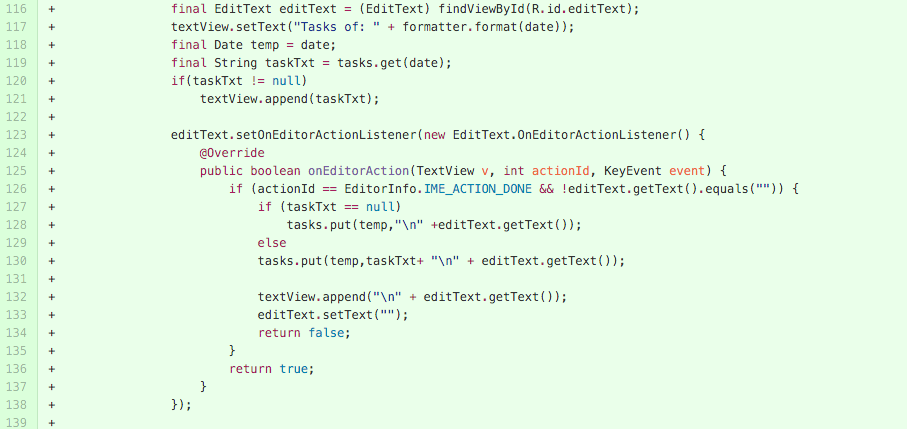 116 +                final EditText editText = (EditText) findViewById(R.id.editText);
117 +                textView.setText("Tasks of: " + formatter.format(date));
118 +                final Date temp = date;
119 +                final String taskTxt = tasks.get(date);
120 +                if(taskTxt != null)
121 +                    textView.append(taskTxt);
122 +
123 +                editText.setOnEditorActionListener(new EditText.OnEditorActionListener() {
124 +                    @Override
125 +                    public boolean onEditorAction(TextView v, int actionId, KeyEvent event) {
126 +                        if (actionId == EditorInfo.IME_ACTION_DONE && !editText.getText().equals("")) {
127 +                            if (taskTxt == null)
128 +                                tasks.put(temp,"\n" +editText.getText());
129 +                            else
130 +                            tasks.put(temp,taskTxt+ "\n" + editText.getText());
131 +
132 +                            textView.append("\n" + editText.getText());
133 +                            editText.setText("");
134 +                            return false;
135 +                        }
136 +                        return true;
137 +                    }
138 +                });
139 +